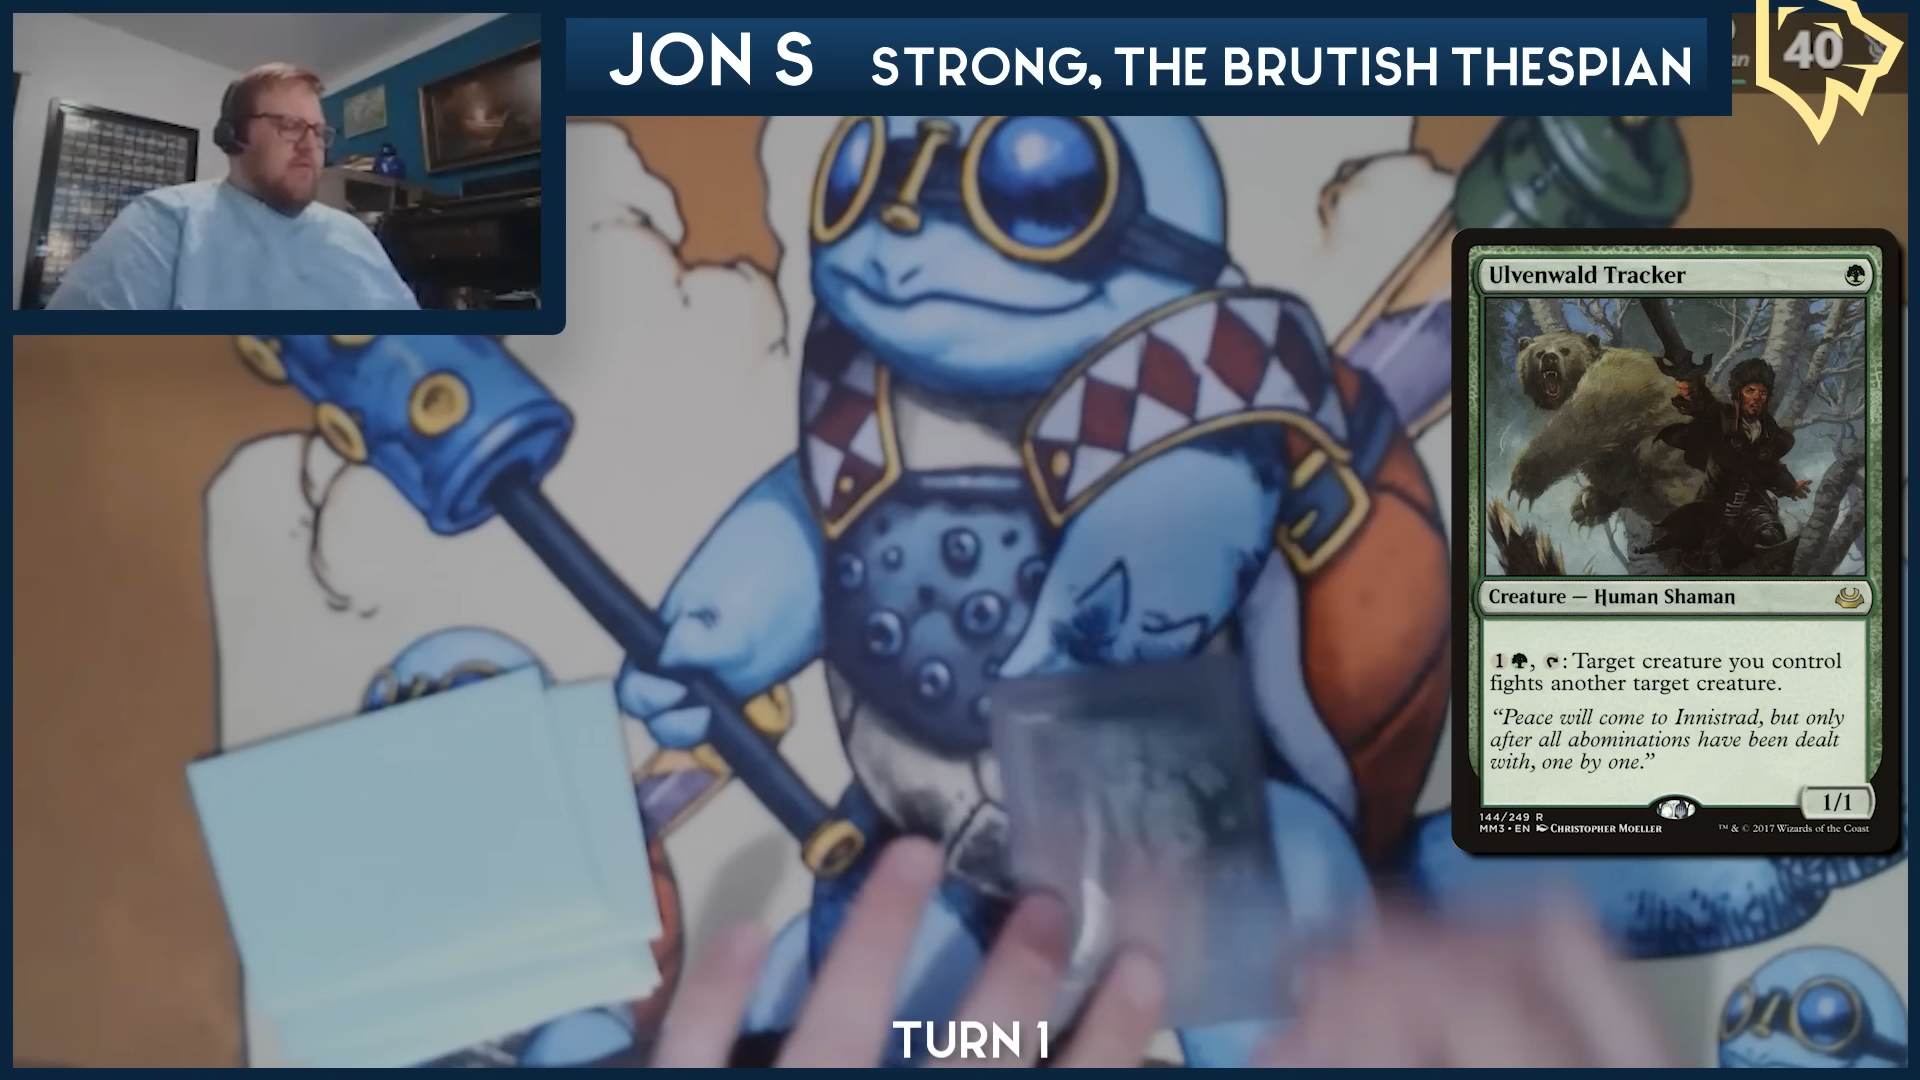 JON S STRONG, THE BRUTISH THESPIAN
40
Ulvenwald Tracker
Creature — Human Shaman
1 , : Target creature you control
fights another target creature.
“Peace will come to Innistrad, but only
after all abominations have been dealt
with, one by one.”
1/1
144/249 R
MM3 • EN Christopher Moeller
™ & © 2017 Wizards of the Coast
TURN 1